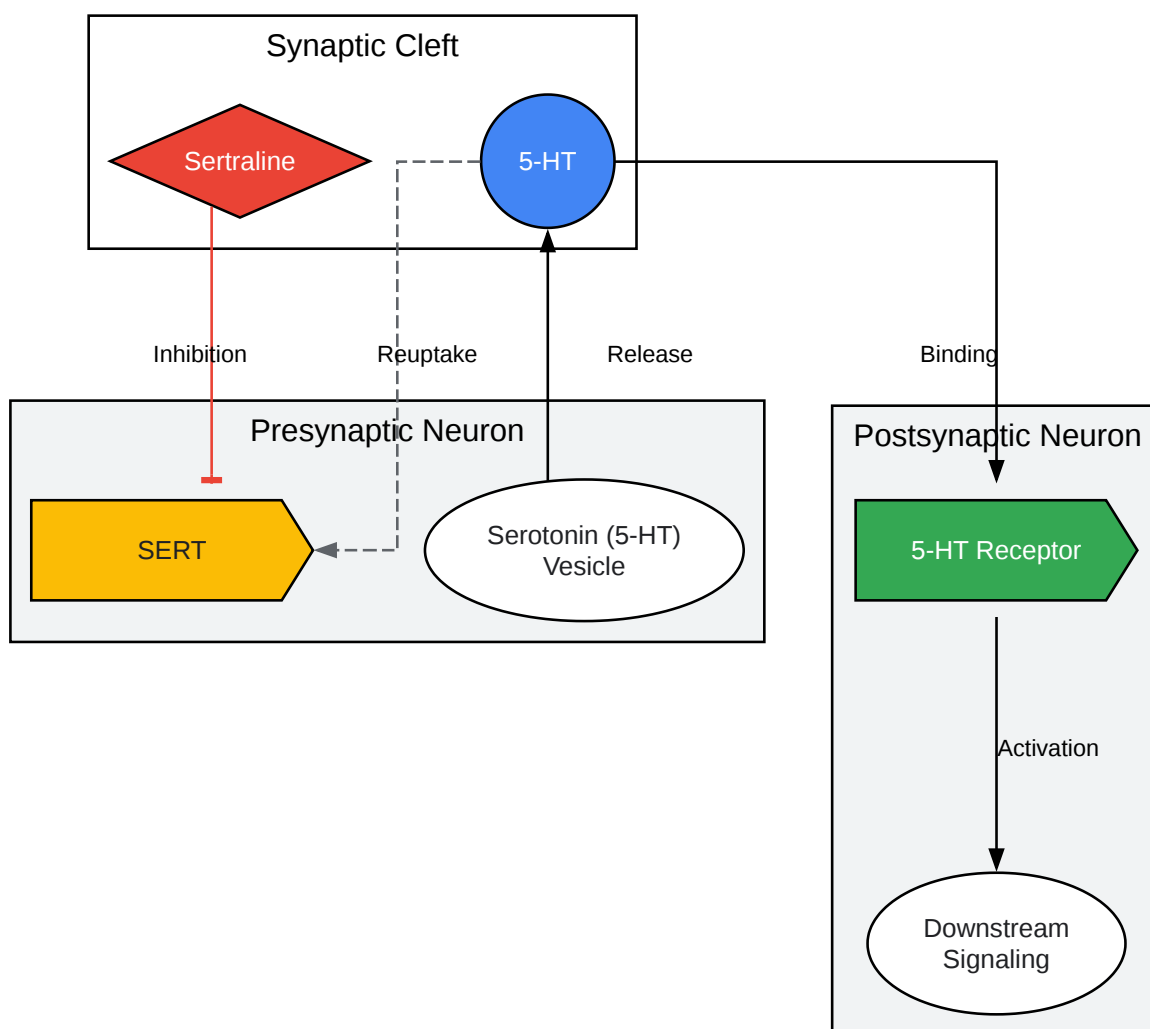 Synaptic Cleft
Sertraline
5-HT
Inhibition
Reuptake
Release
Binding
Presynaptic Neuron
Postsynaptic Neuron
SERT
Serotonin (5-HT)
Vesicle
5-HT Receptor
Activation
Downstream
Signaling